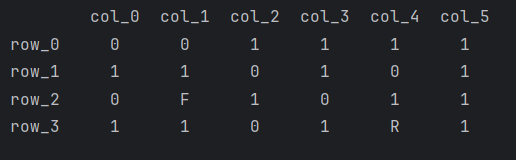 col_0 col_1 col_2 col_3 col_4 col_5
row_0 0 0 1 1 1 1
row_1 1 1 0 1 0 1
row_2 0 F 1 0 1 1
row_3 1 1 0 1 R 1